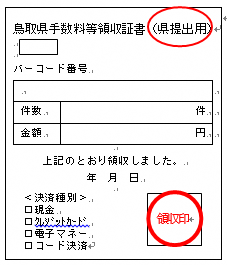 鳥取県手数料等領収証書（県提出用）
バーコード番号
件数 件
金額 円
上記のとおり領収しました。
年 月 日
＜決済種別＞
□現金
□クレジットカード
□電子マネー
□コード決済
領収印